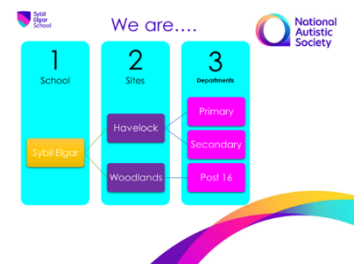 Sybil
Elgar
School
We are....
National
Autistic
Society
1
School
2
Sites
3
Departments
Sybil Elgar
Havelock
Woodlands
Primary
Secondary
Post 16